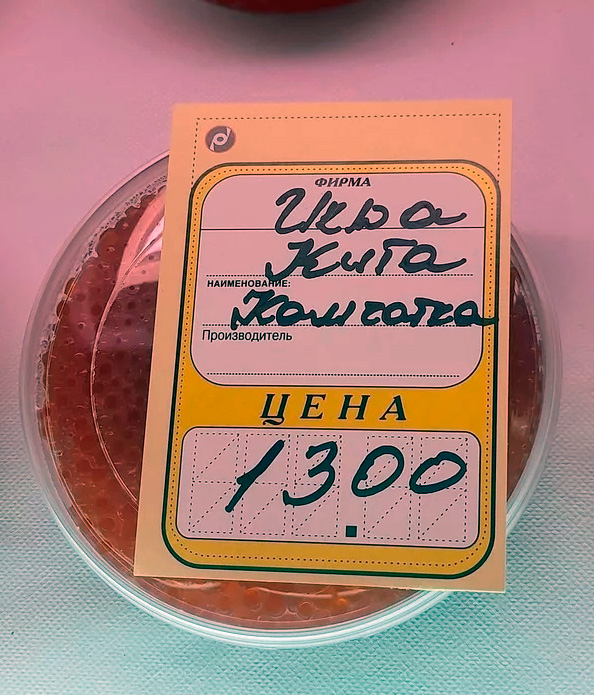 ФИРМА
Икра
Кита
НАИМЕНОВАНИЕ:
Камчатка
Производитель
ЦЕНА
1300